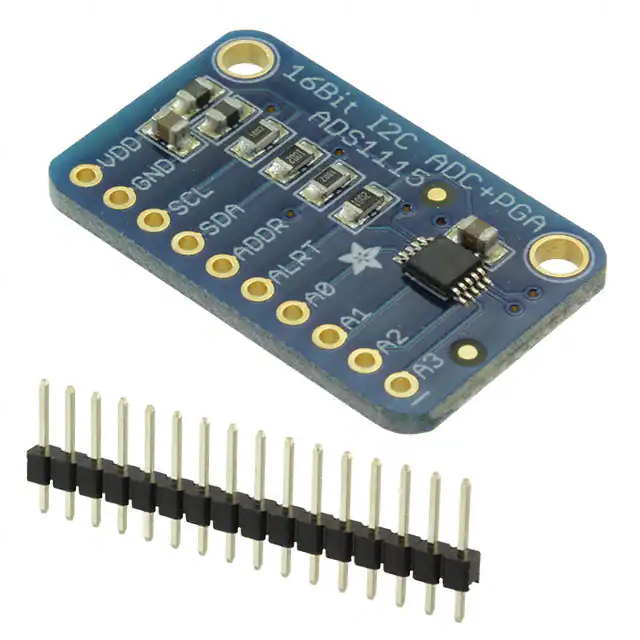 16Bit I2C ADC+PGA
ADS1115
VDD
GND
SCL
SDA
ADDR
ALRT
A0
A1
A2
A3